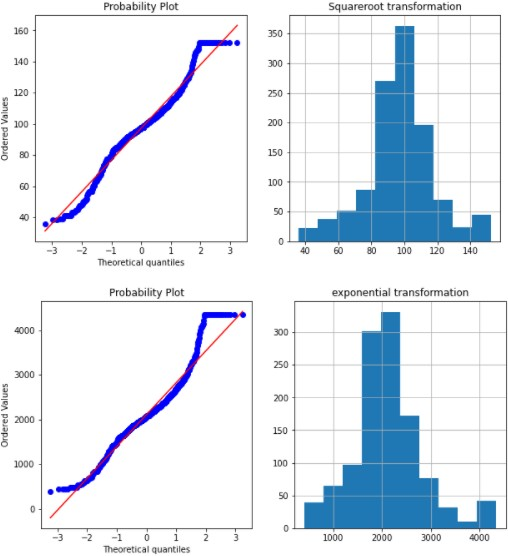 Probability Plot
Ordered Values
160
140
120
100
80
60
40
−3 −2 −1 0 1 2 3
Theoretical quantiles
Squareroot transformation
350
300
250
200
150
100
50
0
40 60 80 100 120 140
Probability Plot
Ordered Values
4000
3000
2000
1000
0
−3 −2 −1 0 1 2 3
Theoretical quantiles
exponential transformation
300
250
200
150
100
50
0
1000 2000 3000 4000